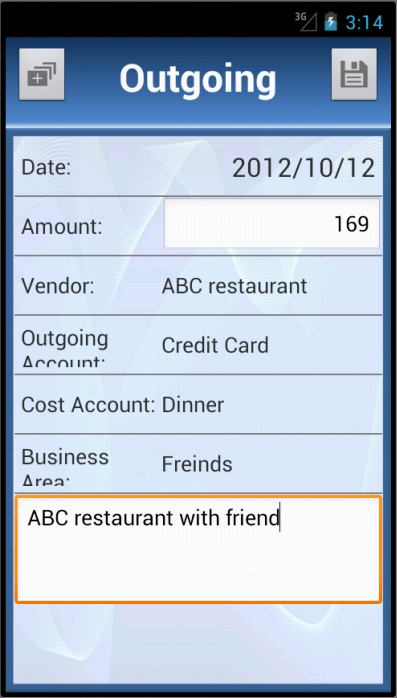 3G 3:14
Outgoing
Date: 2012/10/12
Amount: 169
Vendor: ABC restaurant
Outgoing
Account: Credit Card
Cost Account: Dinner
Business
Area: Freinds
ABC restaurant with friend